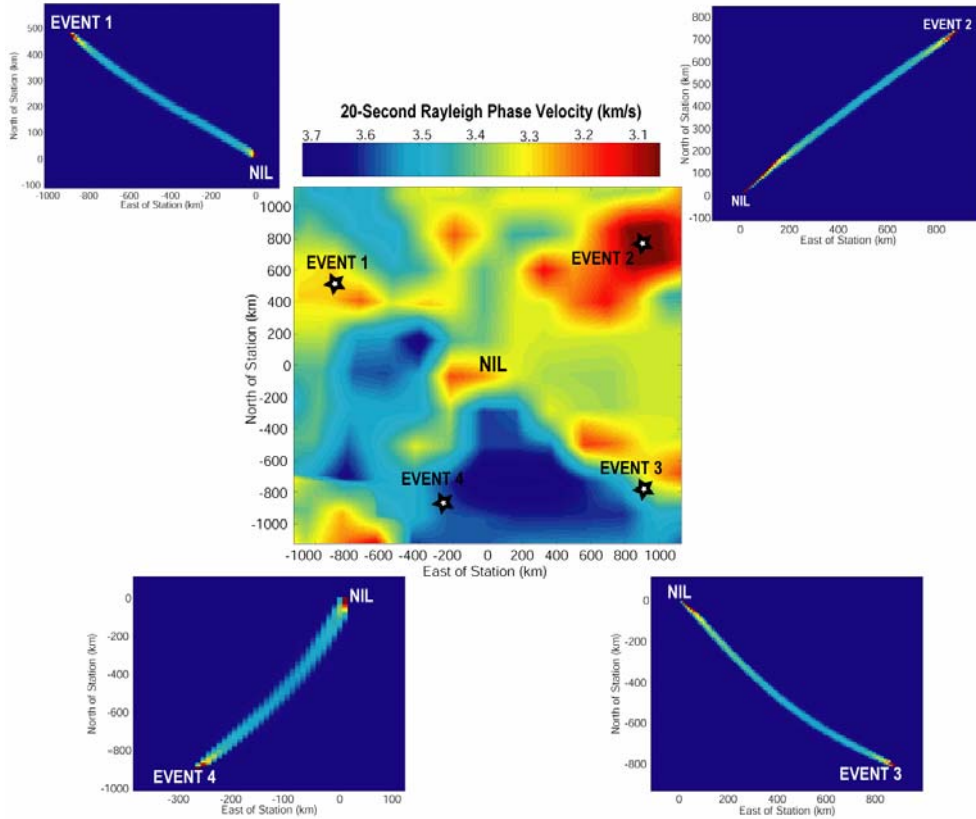 EVENT 1
500
400
300
200
100
0
-100
North of Station (km)
NIL
-1000 -800 -600 -400 -200 0
East of Station (km)
EVENT 2
800
700
600
500
400
300
200
100
0
-100
North of Station (km)
NIL
0 200 400 600 800
East of Station (km)
20-Second Rayleigh Phase Velocity (km/s)
3.7 3.6 3.5 3.4 3.3 3.2 3.1
1000
800
600
400
200
0
-200
-400
-600
-800
-1000
North of Station (km)
EVENT 1
EVENT 2
NIL
EVENT 4
EVENT 3
-1000 -800 -600 -400 -200 0 200 400 600 800 1000
East of Station (km)
0
-200
-400
-600
-800
-1000
North of Station (km)
NIL
EVENT 4
-300 -200 -100 0 100
East of Station (km)
NIL
0
-200
-400
-600
-800
North of Station (km)
EVENT 3
0 200 400 600 800
East of Station (km)